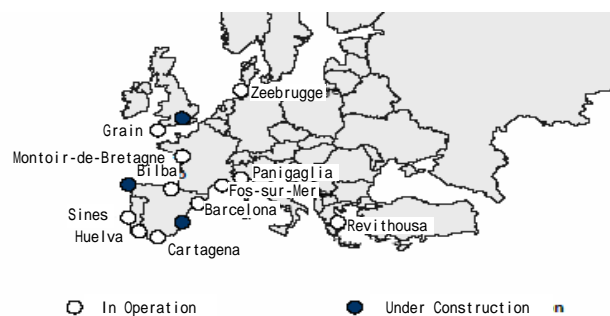 Zeebrugge
Grain
Montoir-de-Bretagne
Bilba
Panigaglia
Fos-sur-Mer
Barcelona
Sines
Huelva
Cartagena
Revithousa
In Operation
Under Construction